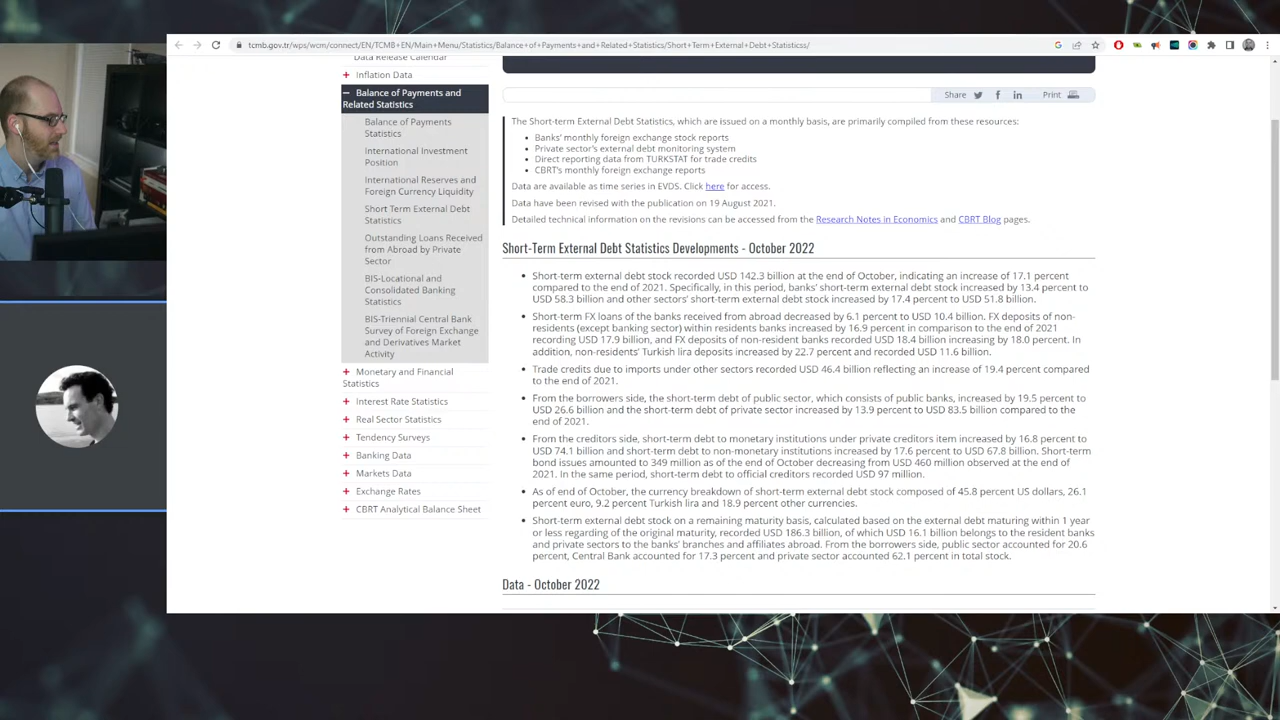 tcmb.gov.tr/wps/wcm/connect/EN/TCMB+EN/Main+Menu/Statistics/Balance+of+Payments+and+Related+Statistics/Short+Term+External+Debt+Statisticss/
Data Release Calendar
+ Inflation Data
− Balance of Payments and
Related Statistics
Balance of Payments
Statistics
International Investment
Position
International Reserves and
Foreign Currency Liquidity
Short Term External Debt
Statistics
Outstanding Loans Received
from Abroad by Private
Sector
BIS-Locational and
Consolidated Banking
Statistics
BIS-Triennial Central Bank
Survey of Foreign Exchange
and Derivatives Market
Activity
+ Monetary and Financial
Statistics
+ Interest Rate Statistics
+ Real Sector Statistics
+ Tendency Surveys
+ Banking Data
+ Markets Data
+ Exchange Rates
+ CBRT Analytical Balance Sheet
Share Print
The Short-term External Debt Statistics, which are issued on a monthly basis, are primarily compiled from these resources:
• Banks' monthly foreign exchange stock reports
• Private sector's external debt monitoring system
• Direct reporting data from TURKSTAT for trade credits
• CBRT's monthly foreign exchange reports
Data are available as time series in EVDS. Click here for access.
Data have been revised with the publication on 19 August 2021.
Detailed technical information on the revisions can be accessed from the Research Notes in Economics and CBRT Blog pages.
Short-Term External Debt Statistics Developments - October 2022
• Short-term external debt stock recorded USD 142.3 billion at the end of October, indicating an increase of 17.1 percent
compared to the end of 2021. Specifically, in this period, banks' short-term external debt stock increased by 13.4 percent to
USD 58.3 billion and other sectors' short-term external debt stock increased by 17.4 percent to USD 51.8 billion.
• Short-term FX loans of the banks received from abroad decreased by 6.1 percent to USD 10.4 billion. FX deposits of non-
residents (except banking sector) within residents banks increased by 16.9 percent in comparison to the end of 2021
recording USD 17.9 billion, and FX deposits of non-resident banks recorded USD 18.4 billion increasing by 18.0 percent. In
addition, non-residents' Turkish lira deposits increased by 22.7 percent and recorded USD 11.6 billion.
• Trade credits due to imports under other sectors recorded USD 46.4 billion reflecting an increase of 19.4 percent compared
to the end of 2021.
• From the borrowers side, the short-term debt of public sector, which consists of public banks, increased by 19.5 percent to
USD 26.6 billion and the short-term debt of private sector increased by 13.9 percent to USD 83.5 billion compared to the
end of 2021.
• From the creditors side, short-term debt to monetary institutions under private creditors item increased by 16.8 percent to
USD 74.1 billion and short-term debt to non-monetary institutions increased by 17.6 percent to USD 67.8 billion. Short-term
bond issues amounted to 349 million as of the end of October decreasing from USD 460 million observed at the end of
2021. In the same period, short-term debt to official creditors recorded USD 97 million.
• As of end of October, the currency breakdown of short-term external debt stock composed of 45.8 percent US dollars, 26.1
percent euro, 9.2 percent Turkish lira and 18.9 percent other currencies.
• Short-term external debt stock on a remaining maturity basis, calculated based on the external debt maturing within 1 year
or less regarding of the original maturity, recorded USD 186.3 billion, of which USD 16.1 billion belongs to the resident banks
and private sectors to the banks' branches and affiliates abroad. From the borrowers side, public sector accounted for 20.6
percent, Central Bank accounted for 17.3 percent and private sector accounted 62.1 percent in total stock.
Data - October 2022